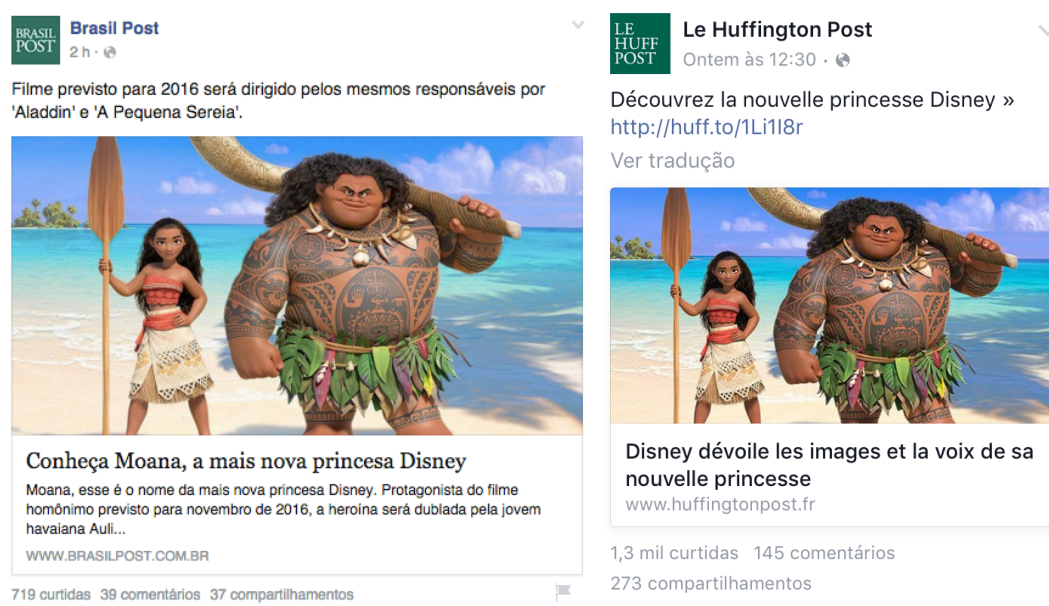 BRASIL
POST
Brasil Post
2 h ·
Filme previsto para 2016 será dirigido pelos mesmos responsáveis por
'Aladdin' e 'A Pequena Sereia'.
Conheça Moana, a mais nova princesa Disney
Moana, esse é o nome da mais nova princesa Disney. Protagonista do filme
homônimo previsto para novembro de 2016, a heroína será dublada pela jovem
havaiana Auli...
WWW.BRASILPOST.COM.BR
719 curtidas 39 comentários 37 compartilhamentos
LE
HUFF
POST
Le Huffington Post
Ontem às 12:30 ·
Découvrez la nouvelle princesse Disney »
http://huff.to/1Li1I8r
Ver tradução
Disney dévoile les images et la voix de sa
nouvelle princesse
www.huffingtonpost.fr
1,3 mil curtidas 145 comentários
273 compartilhamentos